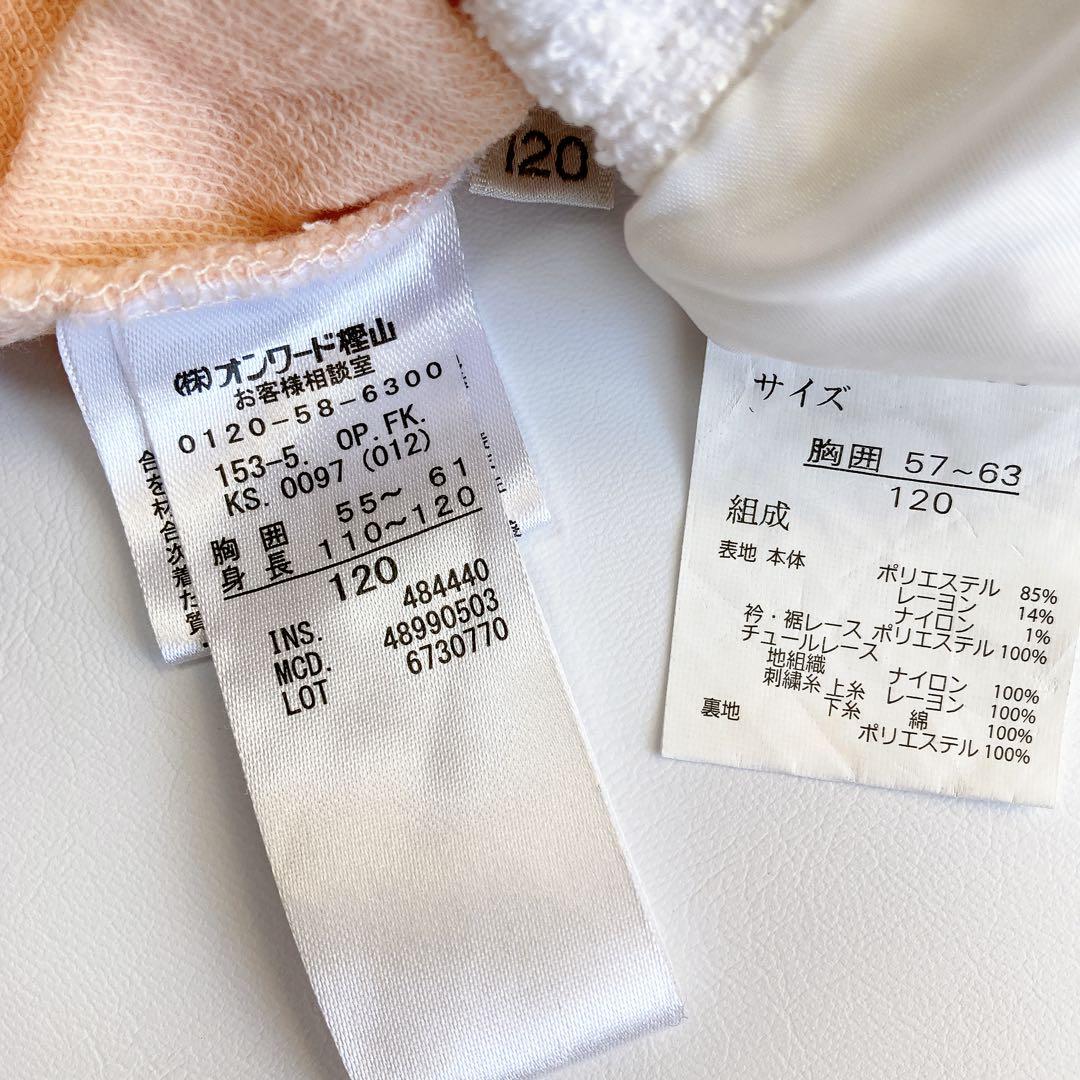 120
(株)オンワード樫山
お客様相談室
0120-58-6300
153-5. OP.FK.
KS.0097(012)
胸囲 55～ 61
身長 110～120
120
INS. 484440
MCD. 48990503
LOT 6730770
サイズ
胸囲 57~63
120
組成
表地 本体 ポリエステル 85%
レーヨン 14%
ナイロン 1%
衿・裾レース ポリエステル 100%
チュールレース
地組織 ナイロン 100%
刺繍糸 上糸 レーヨン 100%
下糸 綿 100%
裏地 ポリエステル 100%